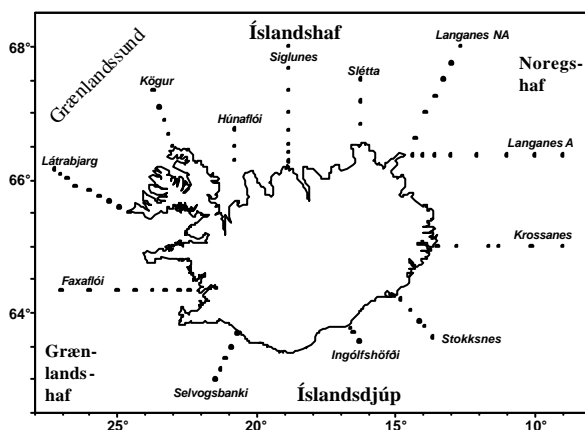 68°
Íslandshaf
Siglunes
Langanes NA
Grænlandssund
Kögur
Slétta
Noregs-
haf
Húnaflói
Látrabjarg
Langanes A
66°
Krossanes
Faxaflói
64°
Græn-
lands-
haf
Selvogsbanki
Ingólfshöfði
Stokksnes
Íslandsdjúp
25°
20°
15°
10°